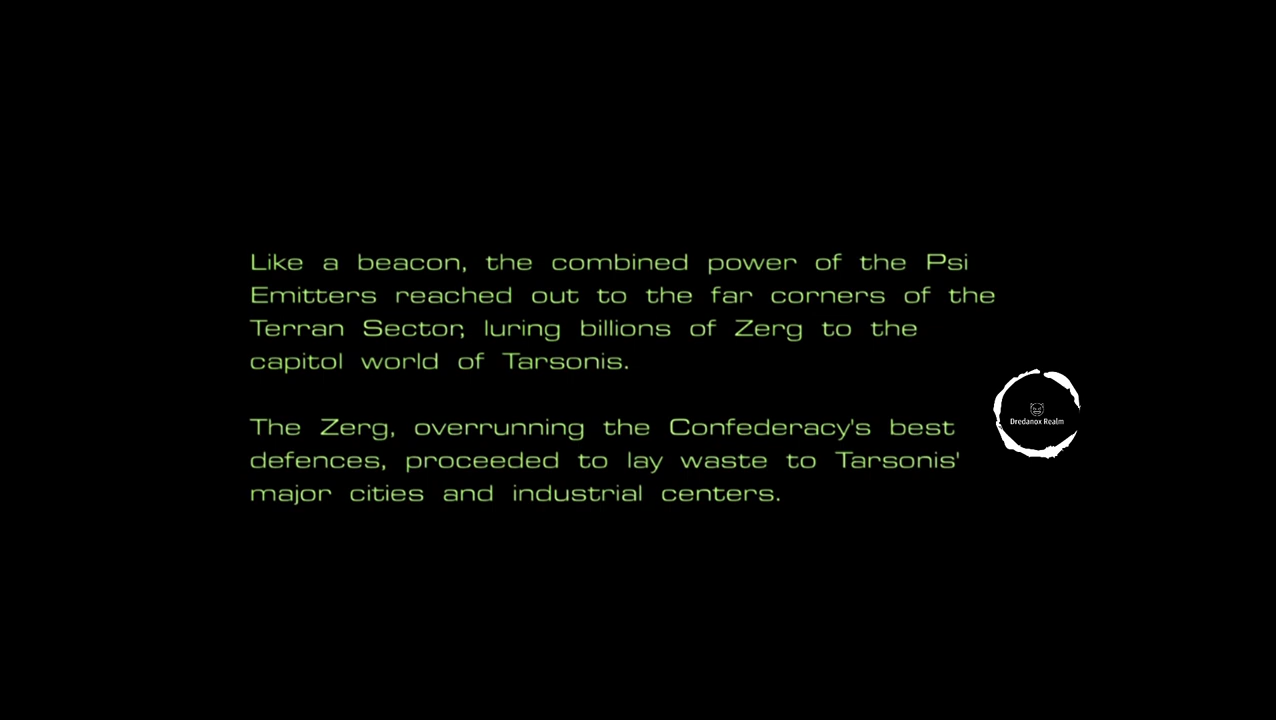 Like a beacon, the combined power of the Psi
Emitters reached out to the far corners of the
Terran Sector, luring billions of Zerg to the
capitol world of Tarsonis.
The Zerg, overrunning the Confederacy's best
defences, proceeded to lay waste to Tarsonis'
major cities and industrial centers.
Dredanox Realm